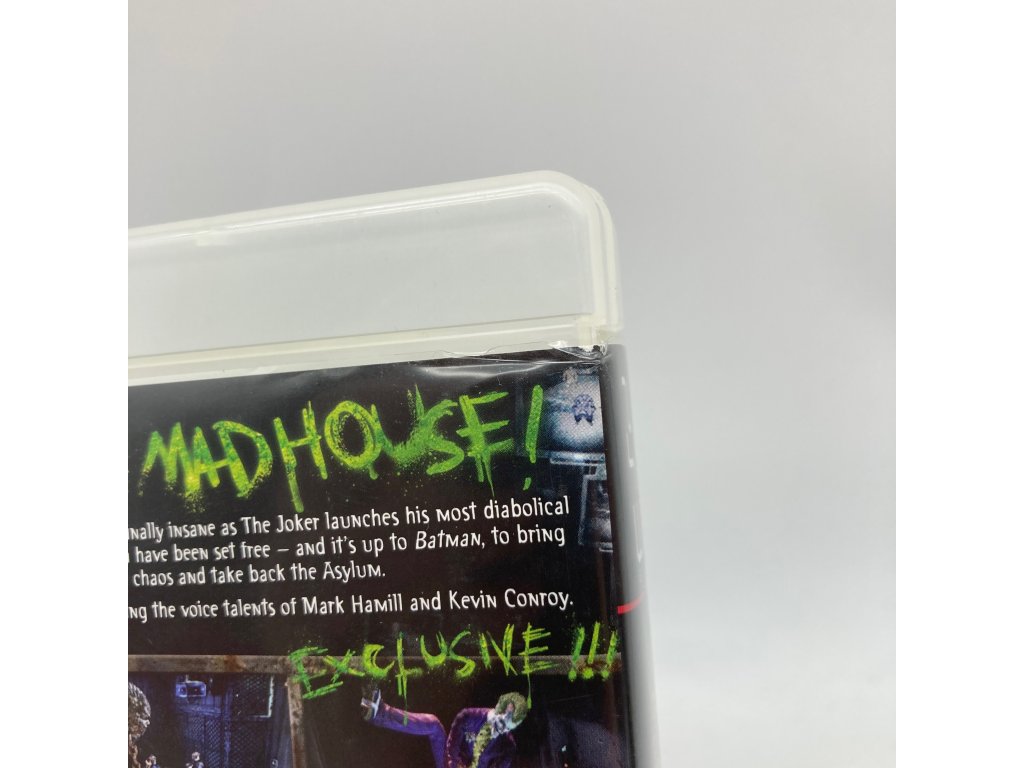 MADHOUSE!
nally insane as The Joker launches his most diabolical
have been set free – and it's up to Batman, to bring
chaos and take back the Asylum.
ng the voice talents of Mark Hamill and Kevin Conroy.
EXCLUSIVE!!!